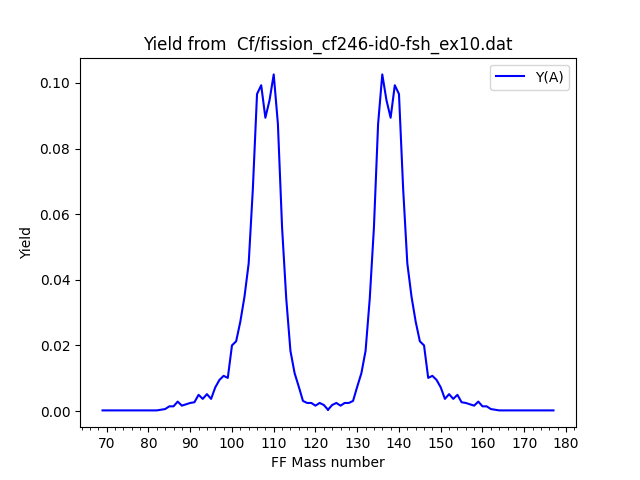 Yield from  Cf/fission_cf246-id0-fsh_ex10.dat
Y(A)
0.10
0.08
0.06
0.04
0.02
0.00
Yield
70 80 90 100 110 120 130 140 150 160 170 180
FF Mass number